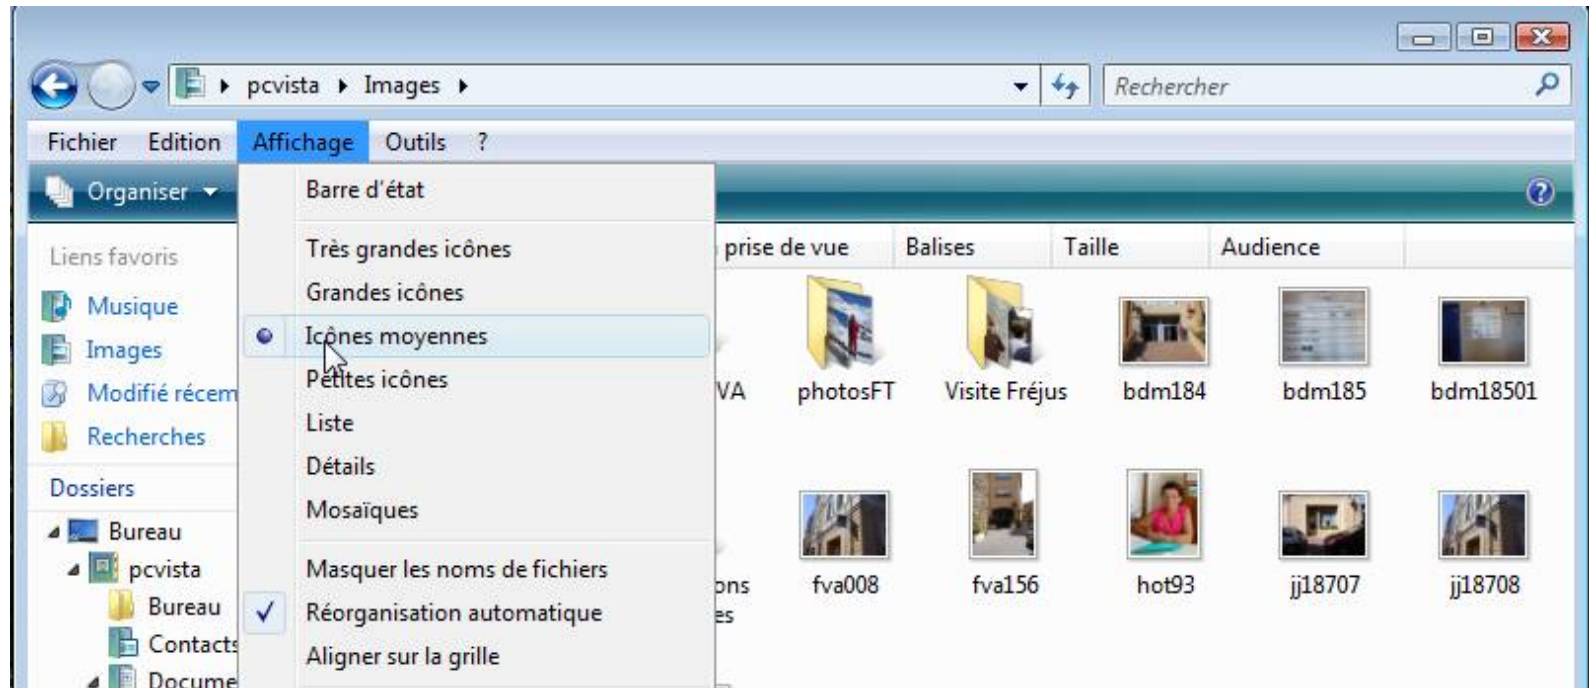 pcvista Images
Rechercher
Fichier Edition Affichage Outils ?
Organiser
Barre d'état
Très grandes icônes
Grandes icônes
Icônes moyennes
Petites icônes
Liste
Détails
Mosaïques
Masquer les noms de fichiers
Réorganisation automatique
Aligner sur la grille
Liens favoris
Musique
Images
Modifié récem
Recherches
Dossiers
Bureau
pcvista
Bureau
Contacts
Docume
prise de vue Balises Taille Audience
VA photosFT Visite Fréjus bdm184 bdm185 bdm18501
ons fva008 fva156 hot93 jj18707 jj18708
es